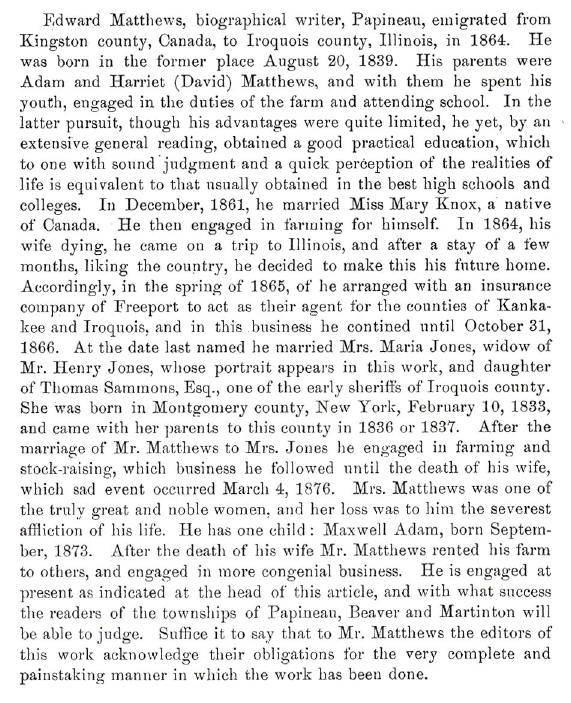 Edward Matthews, biographical writer, Papineau, emigrated from
Kingston county, Canada, to Iroquois county, Illinois, in 1864. He
was born in the former place August 20, 1839. His parents were
Adam and Harriet (David) Matthews, and with them he spent his
youth, engaged in the duties of the farm and attending school. In the
latter pursuit, though his advantages were quite limited, he yet, by an
extensive general reading, obtained a good practical education, which
to one with sound judgment and a quick perception of the realities of
life is equivalent to that usually obtained in the best high schools and
colleges. In December, 1861, he married Miss Mary Knox, a native
of Canada. He then engaged in farming for himself. In 1864, his
wife dying, he came on a trip to Illinois, and after a stay of a few
months, liking the country, he decided to make this his future home.
Accordingly, in the spring of 1865, of he arranged with an insurance
company of Freeport to act as their agent for the counties of Kanka-
kee and Iroquois, and in this business he contined until October 31,
1866. At the date last named he married Mrs. Maria Jones, widow of
Mr. Henry Jones, whose portrait appears in this work, and daughter
of Thomas Sammons, Esq., one of the early sheriffs of Iroquois county.
She was born in Montgomery county, New York, February 10, 1833,
and came with her parents to this county in 1836 or 1837. After the
marriage of Mr. Matthews to Mrs. Jones he engaged in farming and
stock-raising, which business he followed until the death of his wife,
which sad event occurred March 4, 1876. Mrs. Matthews was one of
the truly great and noble women, and her loss was to him the severest
affliction of his life. He has one child: Maxwell Adam, born Septem-
ber, 1873. After the death of his wife Mr. Matthews rented his farm
to others, and engaged in more congenial business. He is engaged at
present as indicated at the head of this article, and with what success
the readers of the townships of Papineau, Beaver and Martinton will
be able to judge. Suffice it to say that to Mr. Matthews the editors of
this work acknowledge their obligations for the very complete and
painstaking manner in which the work has been done.